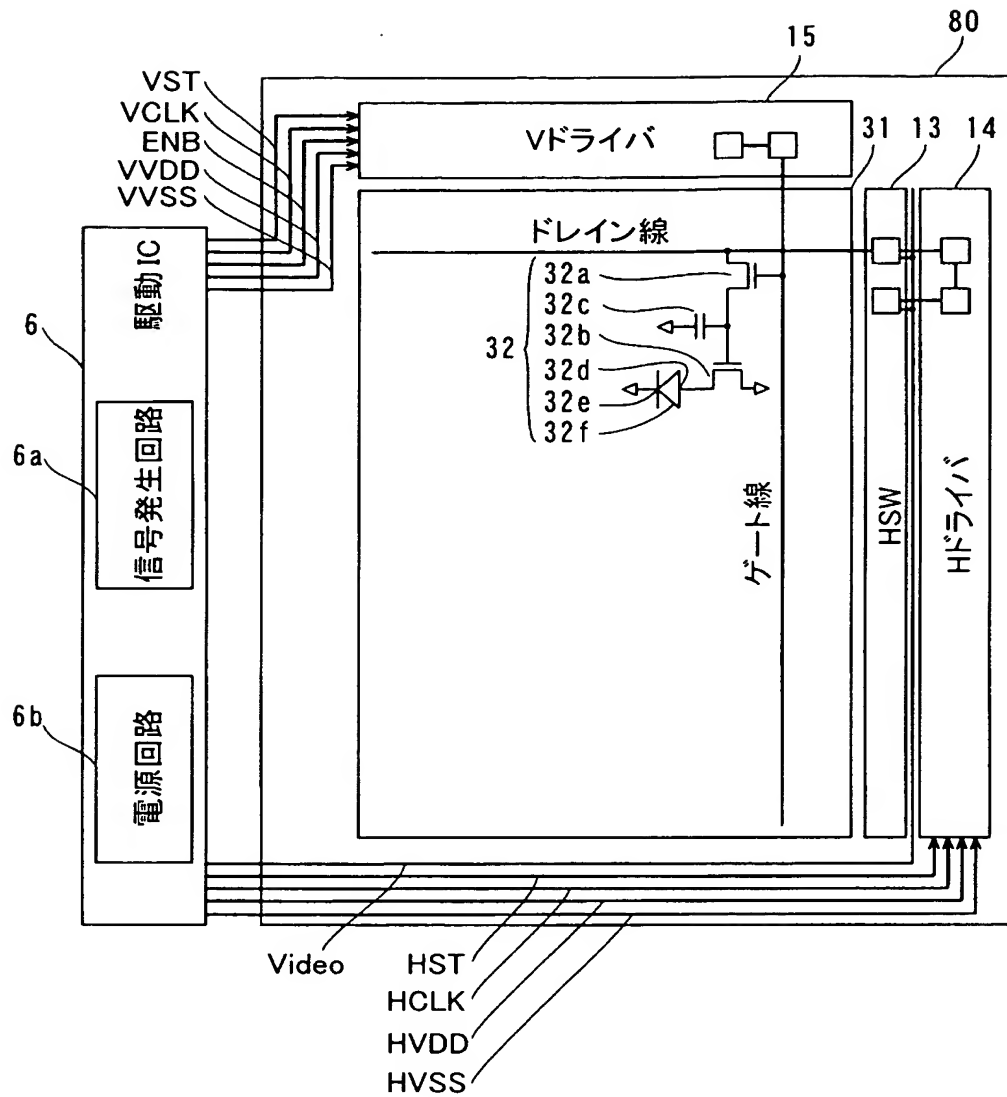 80
15
VST
VCLK
ENB
VVDD
VVSS
Vドライバ
31
13
14
駆動IC
ドレイン線
32a
32c
32b
32d
32e
32f
32
6
6a
信号発生回路
ゲート線
HSW
Hドライバ
6b
電源回路
Video
HST
HCLK
HVDD
HVSS